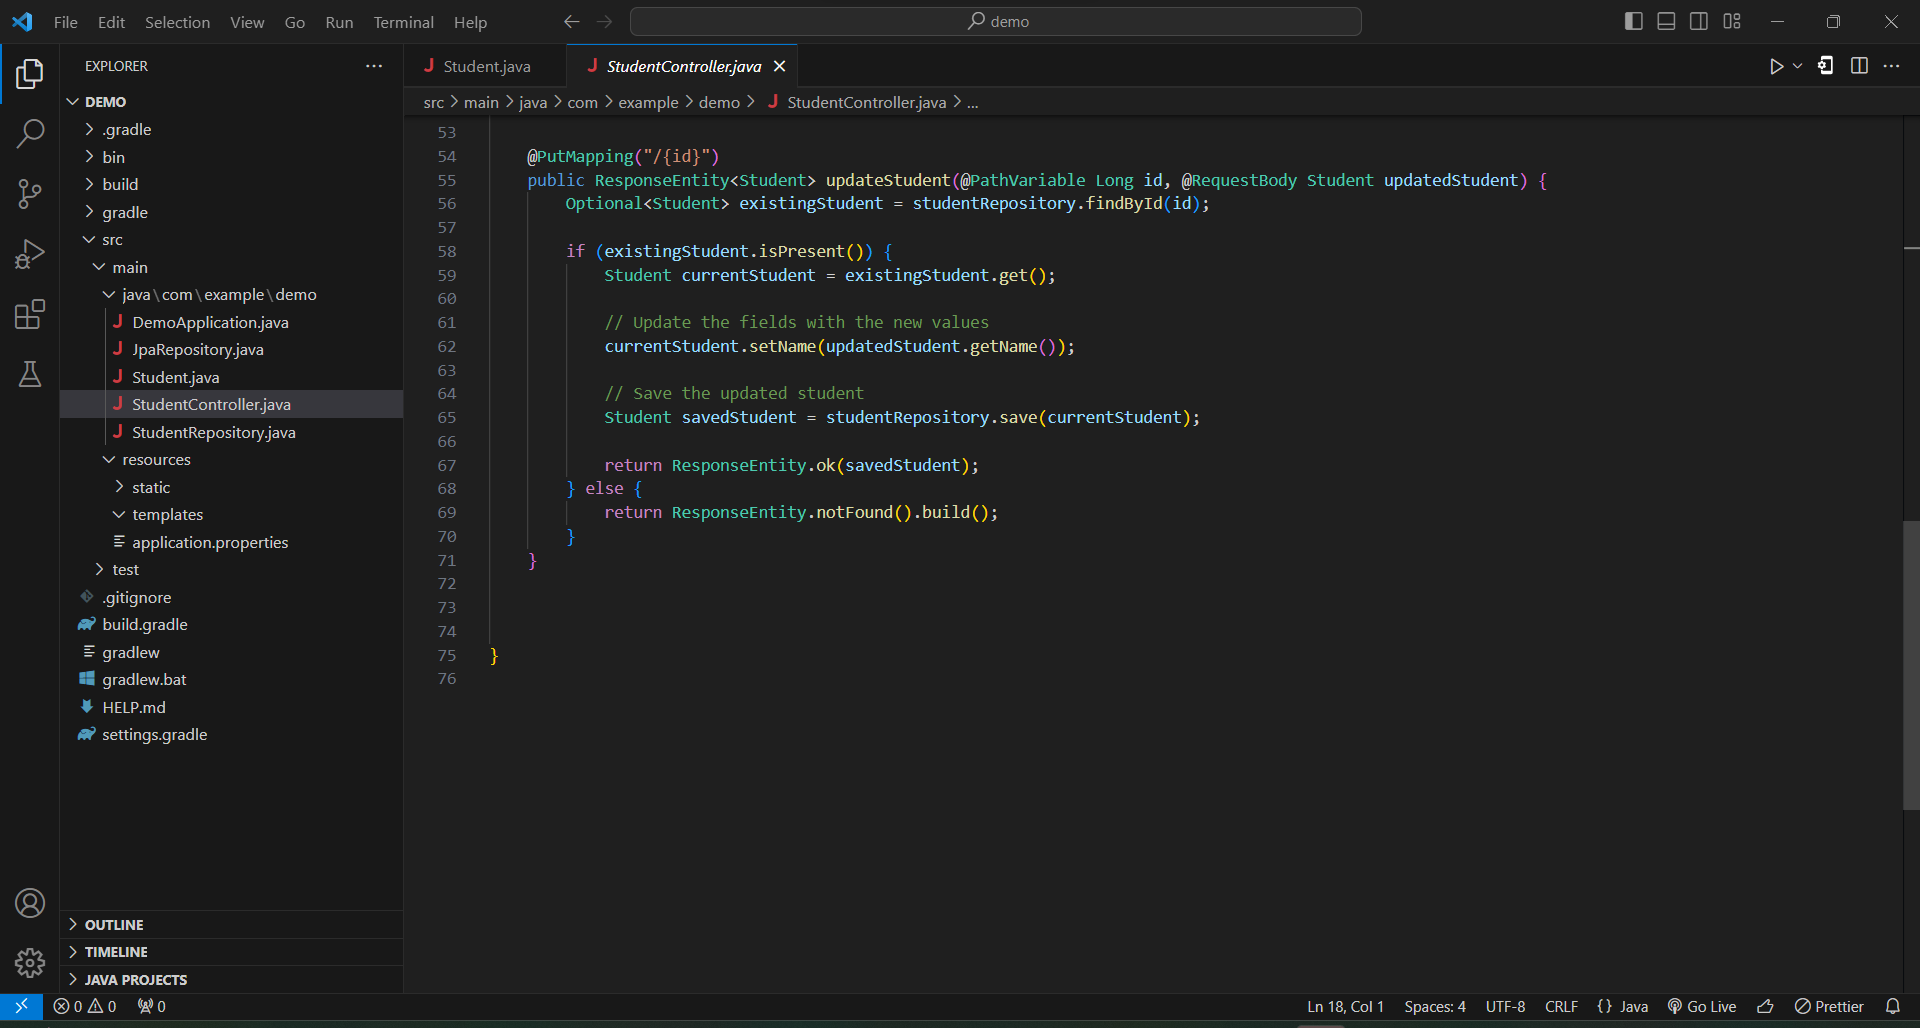 File Edit Selection View Go Run Terminal Help
demo
EXPLORER
DEMO
.gradle
bin
build
gradle
src
main
java\com\example\demo
DemoApplication.java
JpaRepository.java
Student.java
StudentController.java
StudentRepository.java
resources
static
templates
application.properties
test
.gitignore
build.gradle
gradlew
gradlew.bat
HELP.md
settings.gradle
OUTLINE
TIMELINE
JAVA PROJECTS
Student.java StudentController.java
src > main > java > com > example > demo > StudentController.java > ...
53
54 @PutMapping("/{id}")
55 public ResponseEntity<Student> updateStudent(@PathVariable Long id, @RequestBody Student updatedStudent) {
56 Optional<Student> existingStudent = studentRepository.findById(id);
57
58 if (existingStudent.isPresent()) {
59 Student currentStudent = existingStudent.get();
60
61 // Update the fields with the new values
62 currentStudent.setName(updatedStudent.getName());
63
64 // Save the updated student
65 Student savedStudent = studentRepository.save(currentStudent);
66
67 return ResponseEntity.ok(savedStudent);
68 } else {
69 return ResponseEntity.notFound().build();
70 }
71 }
72
73
74
75 }
76
0 0 0 Ln 18, Col 1 Spaces: 4 UTF-8 CRLF {} Java Go Live Prettier